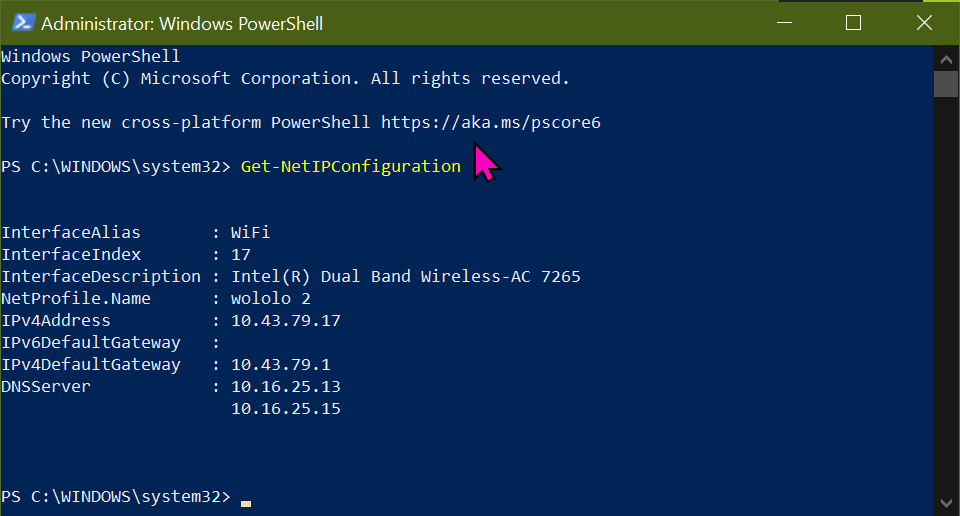 Administrator: Windows PowerShell
Windows PowerShell
Copyright (C) Microsoft Corporation. All rights reserved.
Try the new cross-platform PowerShell https://aka.ms/pscore6
PS C:\WINDOWS\system32> Get-NetIPConfiguration
InterfaceAlias       : WiFi
InterfaceIndex       : 17
InterfaceDescription : Intel(R) Dual Band Wireless-AC 7265
NetProfile.Name      : wololo 2
IPv4Address          : 10.43.79.17
IPv6DefaultGateway   :
IPv4DefaultGateway   : 10.43.79.1
DNSServer            : 10.16.25.13
                       10.16.25.15
PS C:\WINDOWS\system32>